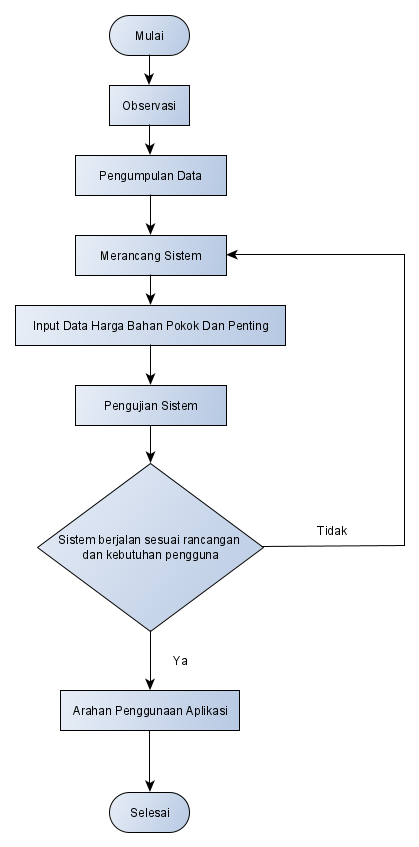 Mulai
Observasi
Pengumpulan Data
Merancang Sistem
Input Data Harga Bahan Pokok Dan Penting
Pengujian Sistem
Sistem berjalan sesuai rancangan
dan kebutuhan pengguna
Tidak
Ya
Arahan Penggunaan Aplikasi
Selesai